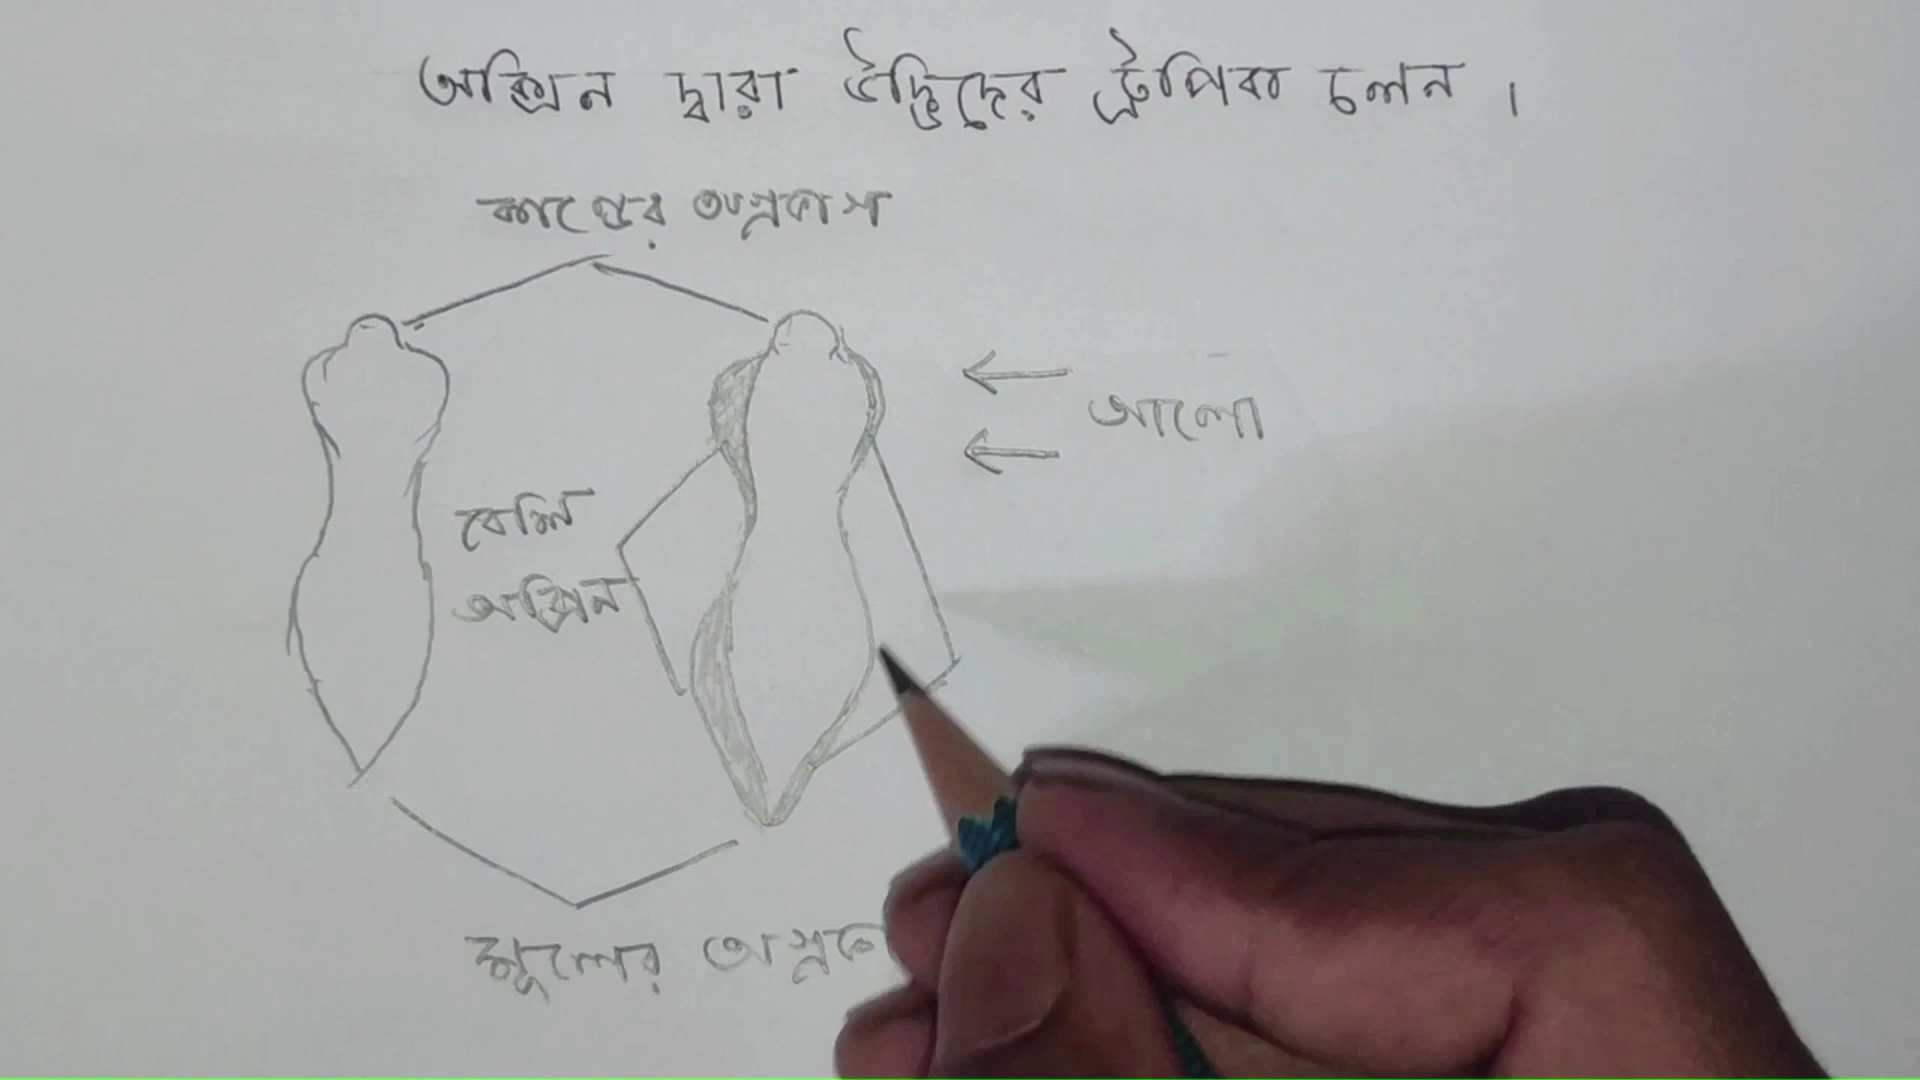 অক্সিন দ্বারা উদ্ভিদের ট্রপিক চলন ।
কাণ্ডের অগ্রভাগ
আলো
বেশি
অক্সিন
মূলের